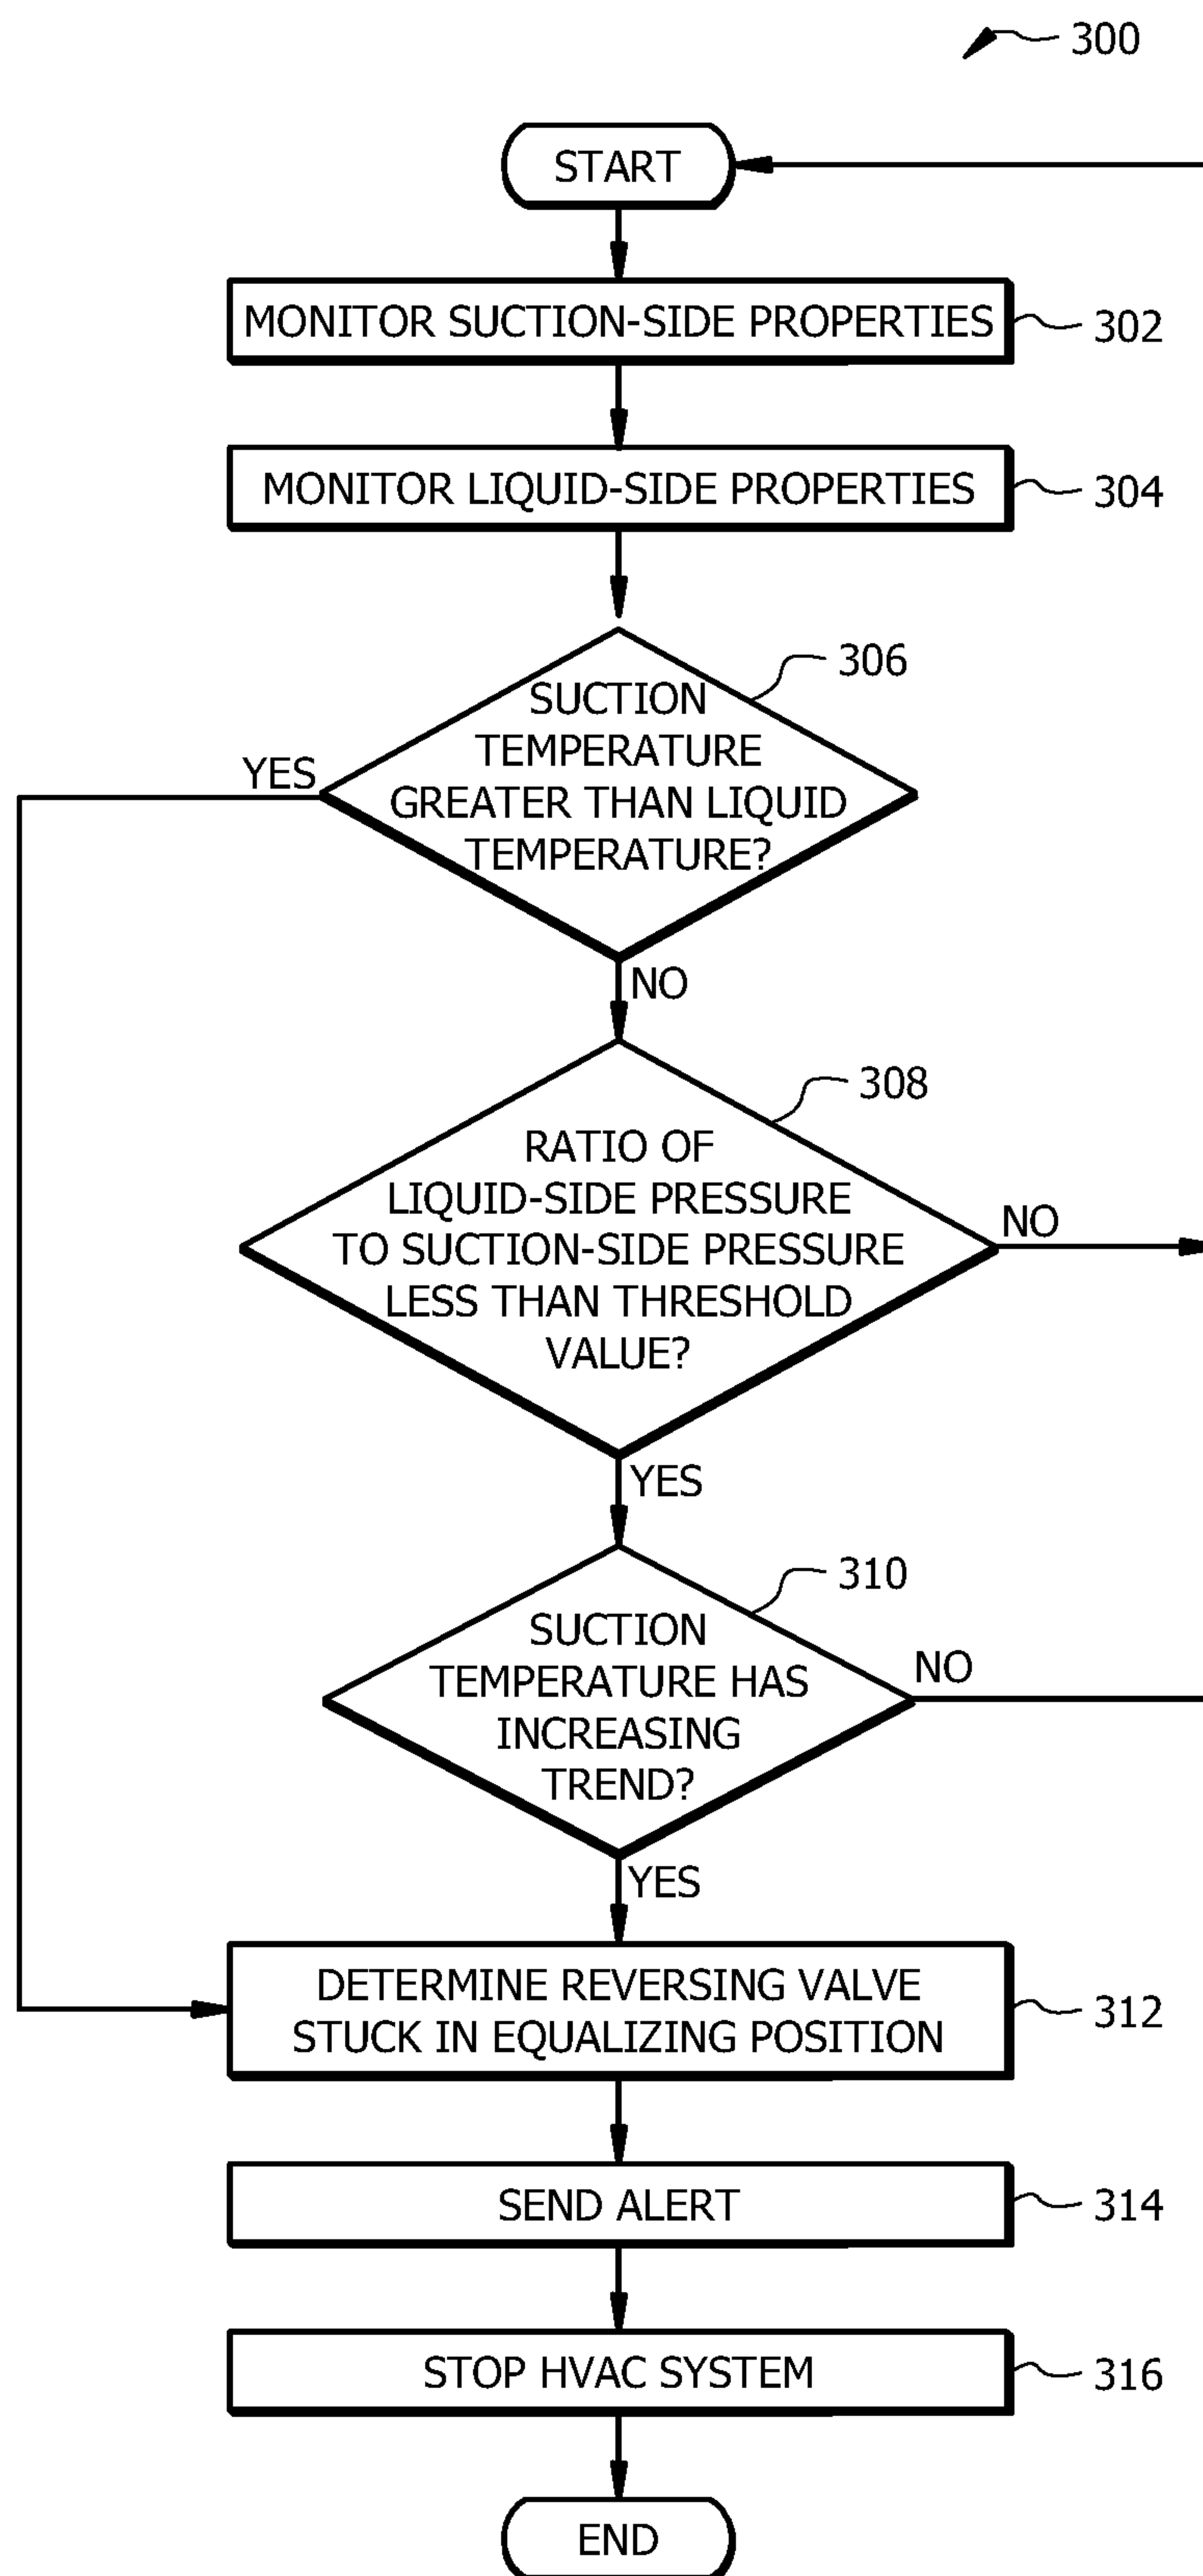 300
START
MONITOR SUCTION-SIDE PROPERTIES
302
MONITOR LIQUID-SIDE PROPERTIES
304
306
SUCTION
TEMPERATURE
GREATER THAN LIQUID
TEMPERATURE?
YES
NO
308
RATIO OF
LIQUID-SIDE PRESSURE
TO SUCTION-SIDE PRESSURE
LESS THAN THRESHOLD
VALUE?
NO
YES
310
SUCTION
TEMPERATURE HAS
INCREASING
TREND?
NO
YES
DETERMINE REVERSING VALVE
STUCK IN EQUALIZING POSITION
312
SEND ALERT
314
STOP HVAC SYSTEM
316
END